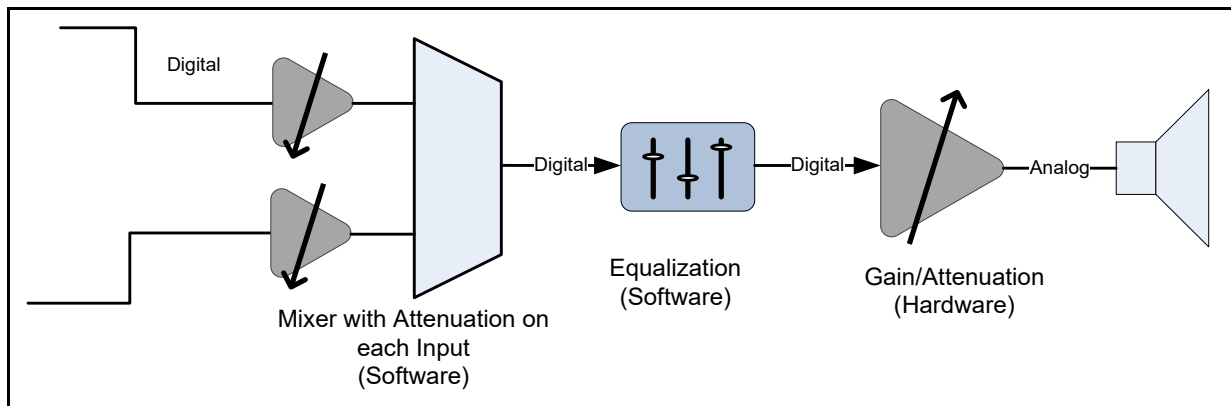 Digital
Digital
Digital
Analog
Equalization
(Software)
Gain/Attenuation
(Hardware)
Mixer with Attenuation on
each Input
(Software)